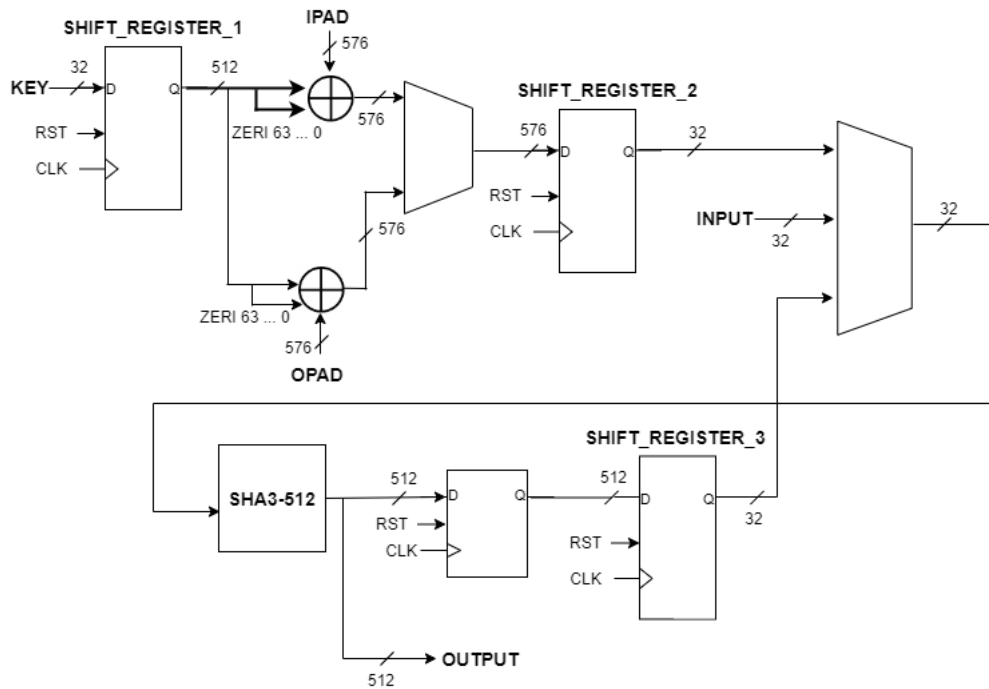 SHIFT_REGISTER_1
IPAD
576
KEY
32
D
Q
512
RST
CLK
ZERI 63 ... 0
576
ZERI 63 ... 0
576
576
OPAD
SHIFT_REGISTER_2
576
D
Q
32
RST
CLK
INPUT
32
32
SHA3-512
512
D
Q
RST
CLK
SHIFT_REGISTER_3
512
D
Q
32
RST
CLK
512
OUTPUT